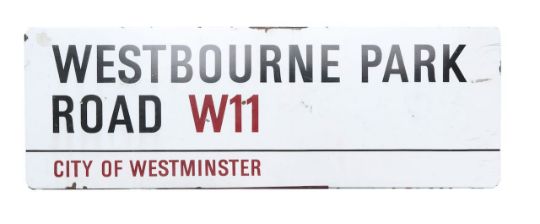 WESTBOURNE PARK
ROAD W11
CITY OF WESTMINSTER